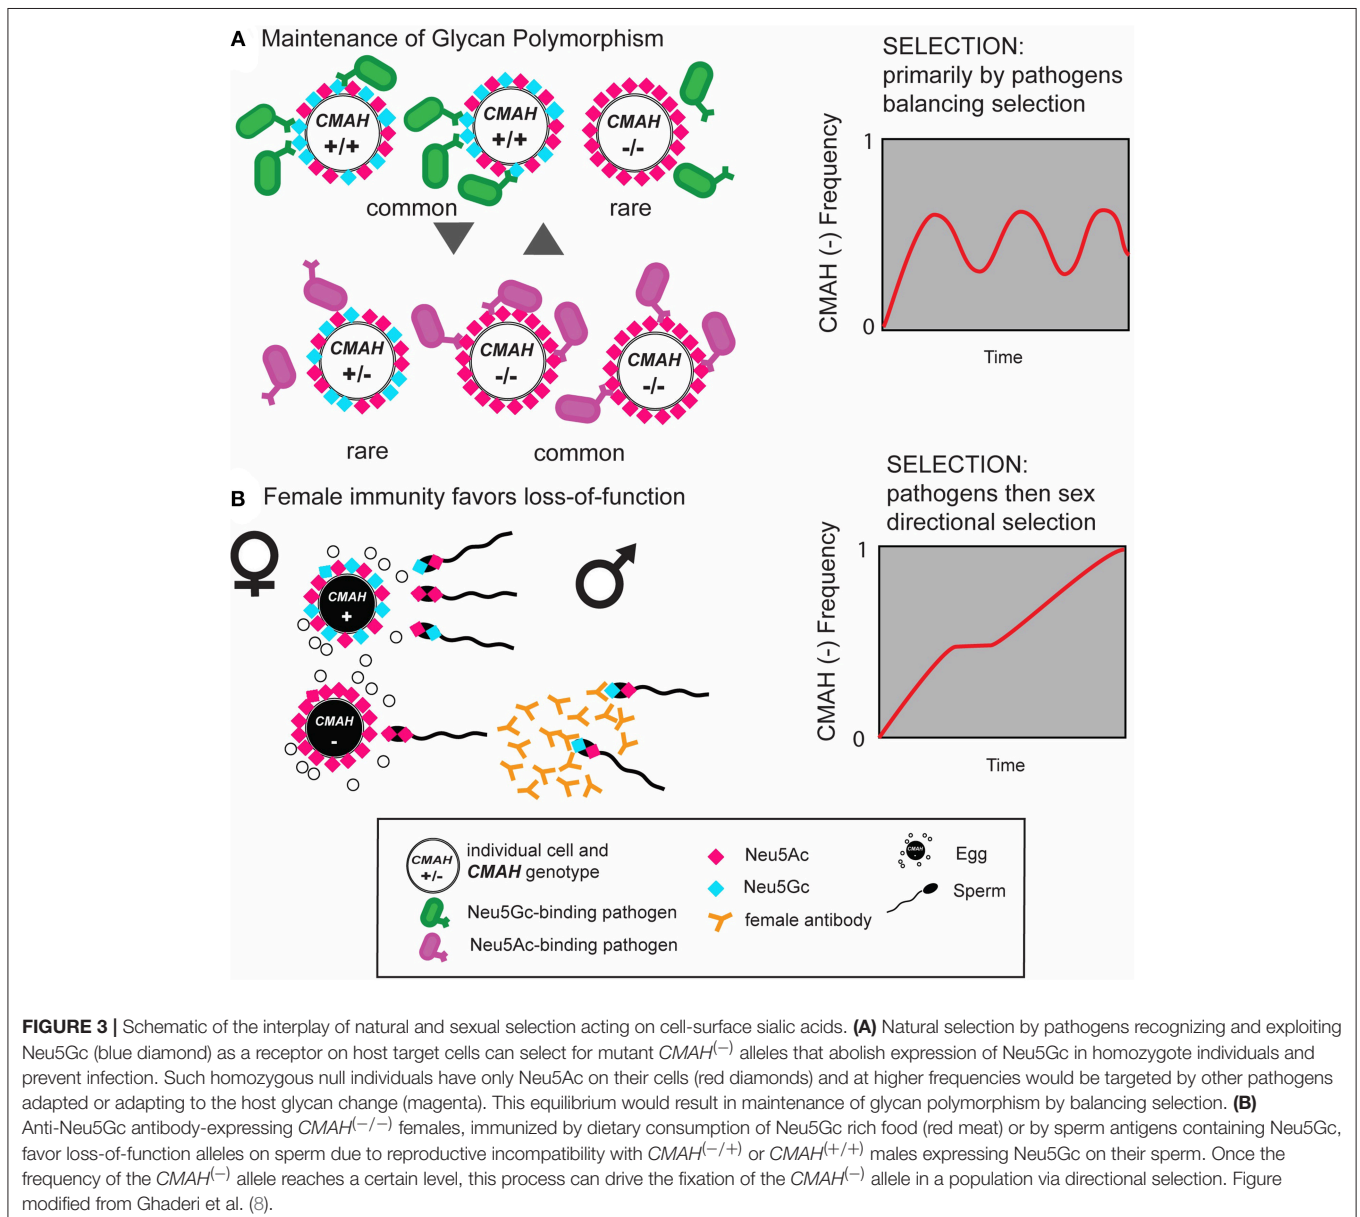 A Maintenance of Glycan Polymorphism
CMAH
+/+
CMAH
+/+
CMAH
-/-
common
rare
CMAH
+/-
CMAH
-/-
CMAH
-/-
rare
common
SELECTION:
primarily by pathogens
balancing selection
CMAH (-) Frequency
1
0
Time
B Female immunity favors loss-of-function
CMAH
+
CMAH
-
SELECTION:
pathogens then sex
directional selection
CMAH (-) Frequency
1
0
Time
CMAH
+/-
individual cell and
CMAH genotype
Neu5Gc-binding pathogen
Neu5Ac-binding pathogen
Neu5Ac
Neu5Gc
female antibody
CMAH
-
Egg
Sperm
FIGURE 3 | Schematic of the interplay of natural and sexual selection acting on cell-surface sialic acids. (A) Natural selection by pathogens recognizing and exploiting
Neu5Gc (blue diamond) as a receptor on host target cells can select for mutant CMAH(−) alleles that abolish expression of Neu5Gc in homozygote individuals and
prevent infection. Such homozygous null individuals have only Neu5Ac on their cells (red diamonds) and at higher frequencies would be targeted by other pathogens
adapted or adapting to the host glycan change (magenta). This equilibrium would result in maintenance of glycan polymorphism by balancing selection. (B)
Anti-Neu5Gc antibody-expressing CMAH(−/−) females, immunized by dietary consumption of Neu5Gc rich food (red meat) or by sperm antigens containing Neu5Gc,
favor loss-of-function alleles on sperm due to reproductive incompatibility with CMAH(−/+) or CMAH(+/+) males expressing Neu5Gc on their sperm. Once the
frequency of the CMAH(−) allele reaches a certain level, this process can drive the fixation of the CMAH(−) allele in a population via directional selection. Figure
modified from Ghaderi et al. (8).